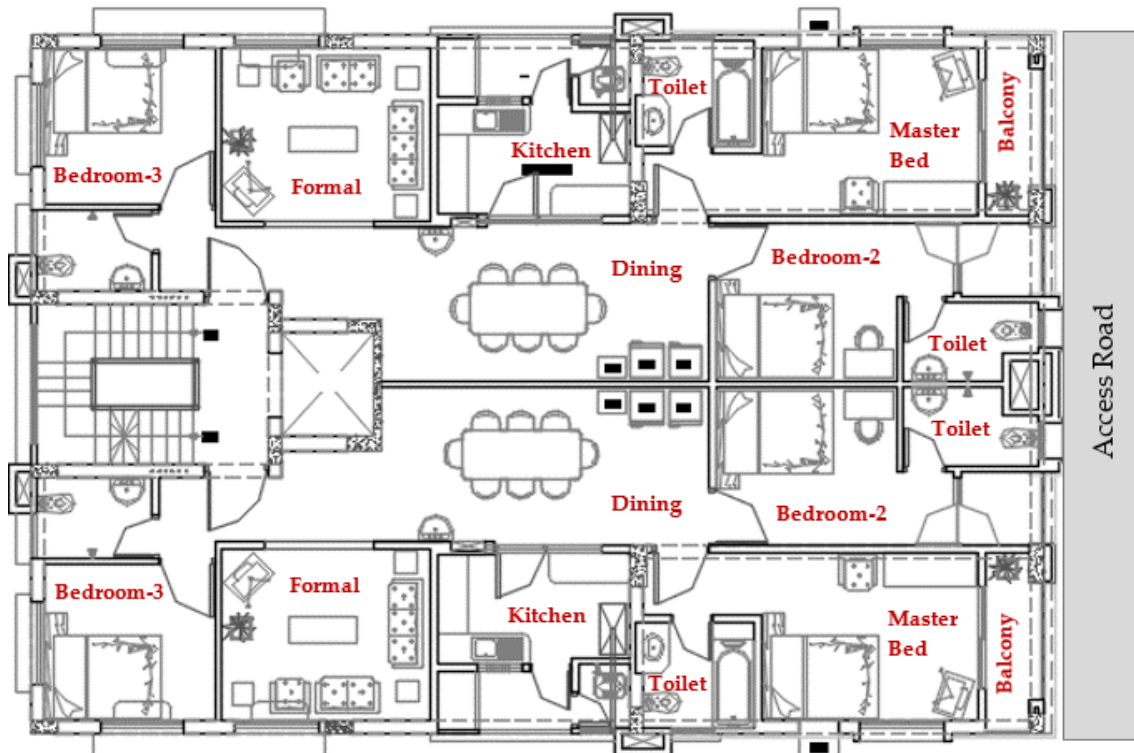 Toilet
Balcony
Master
Bed
Kitchen
Bedroom-3
Formal
Dining
Bedroom-2
Toilet
Access Road
Toilet
Dining
Bedroom-2
Bedroom-3
Formal
Kitchen
Master
Bed
Toilet
Balcony